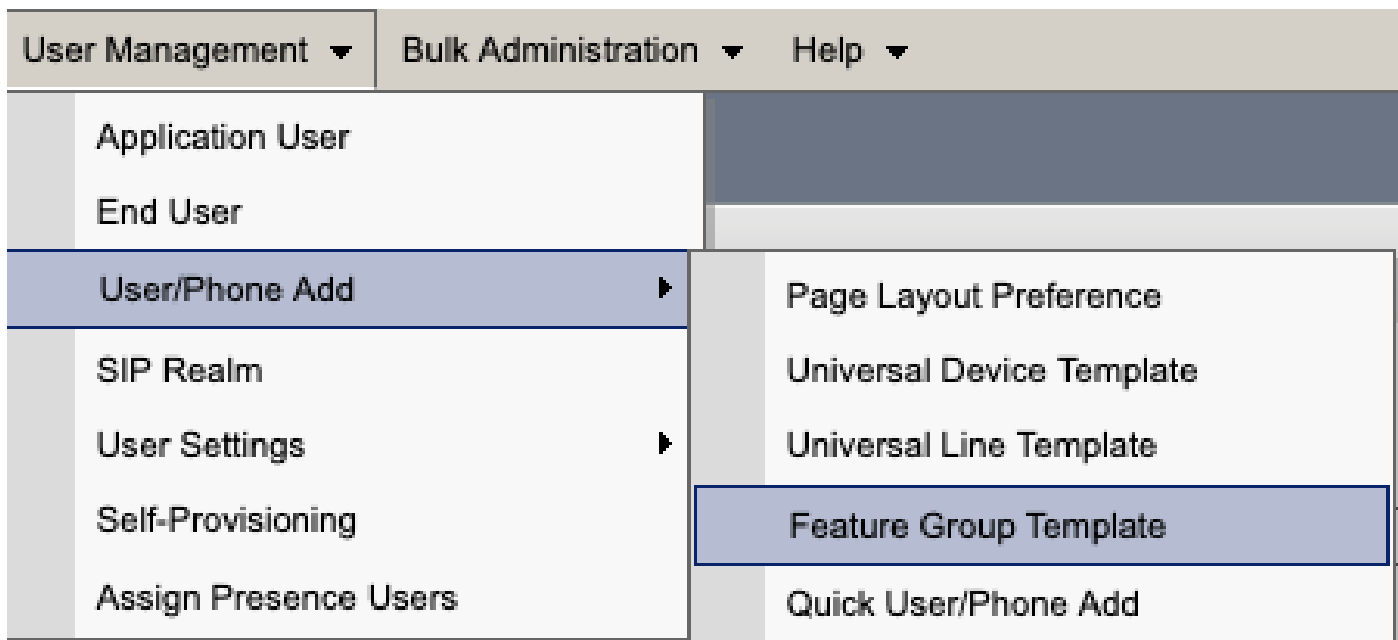 User Management Bulk Administration Help
Application User
End User
User/Phone Add
SIP Realm
User Settings
Self-Provisioning
Assign Presence Users
Page Layout Preference
Universal Device Template
Universal Line Template
Feature Group Template
Quick User/Phone Add